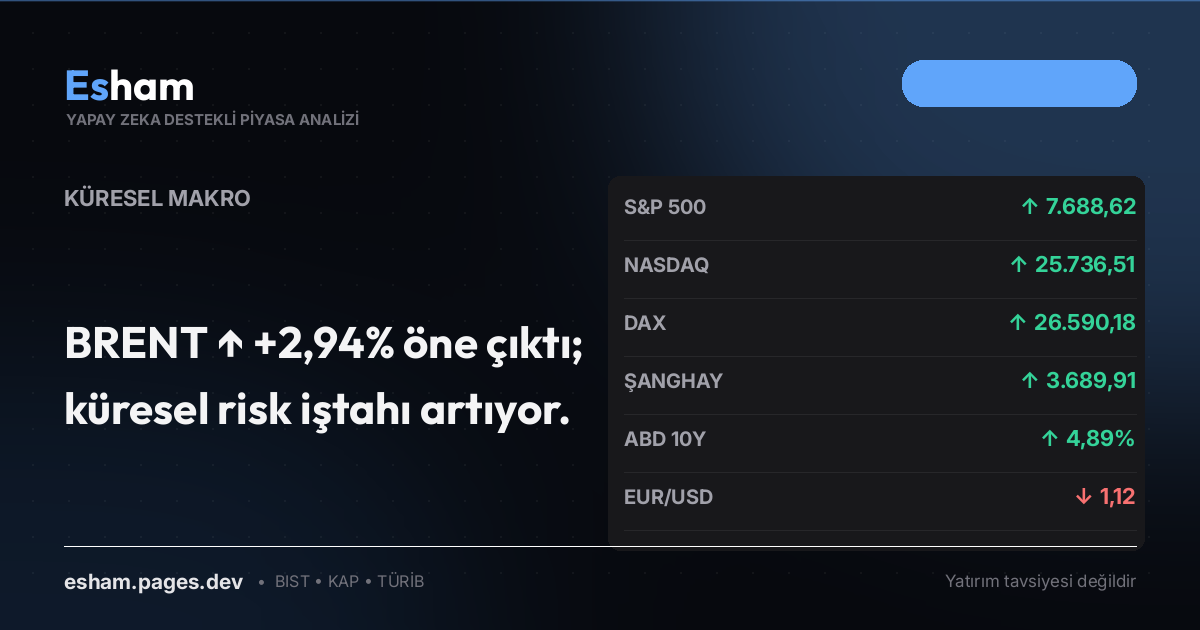 Esham
YAPAY ZEKA DESTEKLİ PİYASA ANALİZİ
KÜRESEL MAKRO
BRENT ↑ +2,94% öne çıktı;
küresel risk iştahı artıyor.
S&P 500 ↑ 7.688,62
NASDAQ ↑ 25.736,51
DAX ↑ 26.590,18
ŞANGHAY ↑ 3.689,91
ABD 10Y ↑ 4,89%
EUR/USD ↓ 1,12
esham.pages.dev • BIST • KAP • TÜRİB
Yatırım tavsiyesi değildir